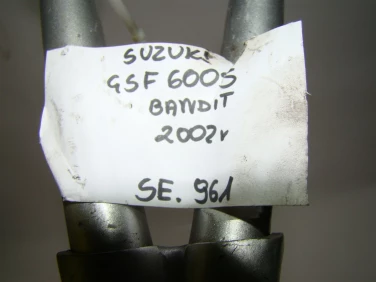 SUZUKI
GSF 600S
BANDIT
2002r
SE. 961